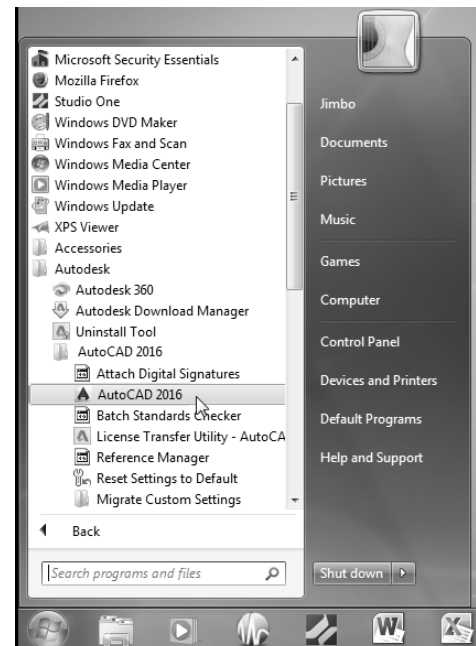 Microsoft Security Essentials
Mozilla Firefox
Studio One
Windows DVD Maker
Windows Fax and Scan
Windows Media Center
Windows Media Player
Windows Update
XPS Viewer
Accessories
Autodesk
Autodesk 360
Autodesk Download Manager
Uninstall Tool
AutoCAD 2016
Attach Digital Signatures
AutoCAD 2016
Batch Standards Checker
License Transfer Utility - AutoCA
Reference Manager
Reset Settings to Default
Migrate Custom Settings
Back
Search programs and files
Jimbo
Documents
Pictures
Music
Games
Computer
Control Panel
Devices and Printers
Default Programs
Help and Support
Shut down
W
X